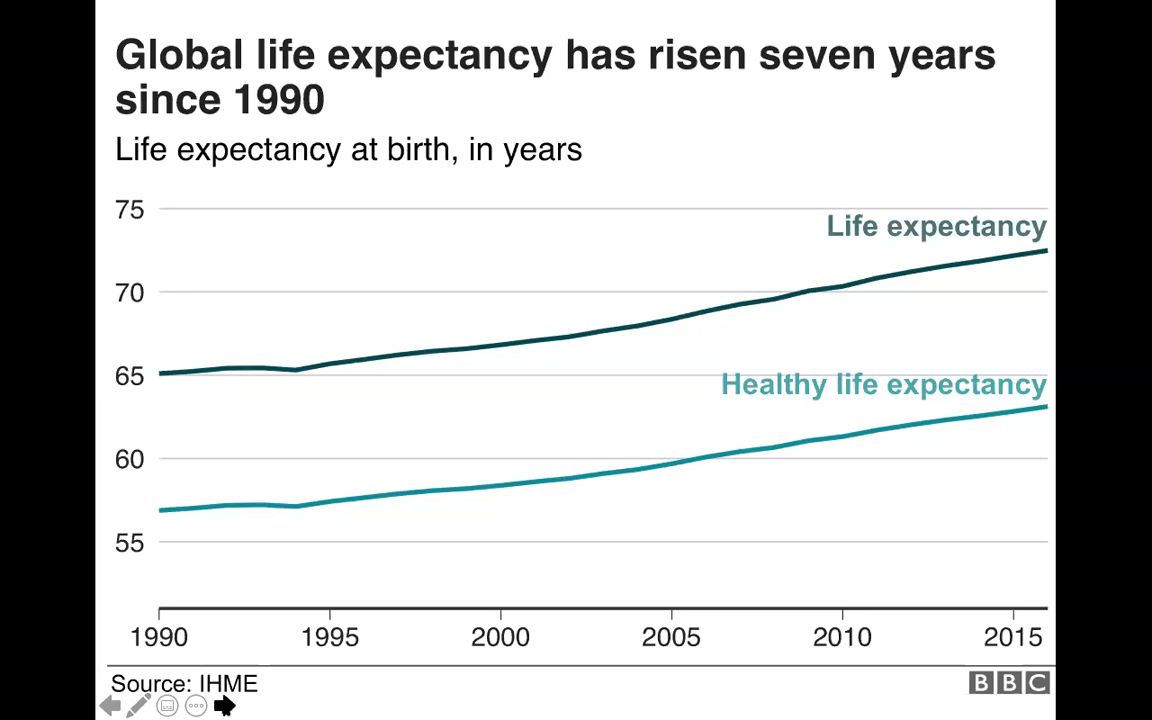 Global life expectancy has risen seven years
since 1990
Life expectancy at birth, in years
75
Life expectancy
70
65
Healthy life expectancy
60
55
1990 1995 2000 2005 2010 2015
Source: IHME
BBC